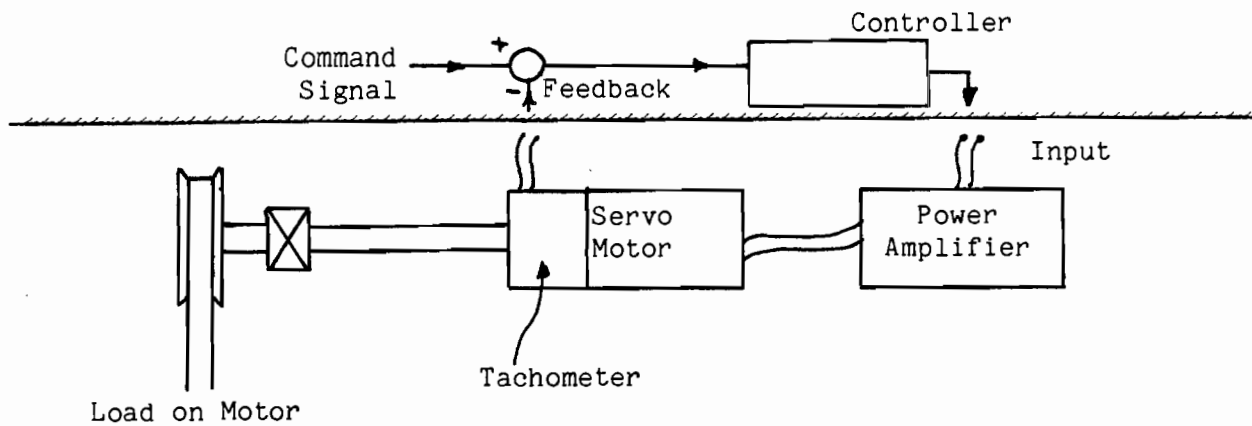 Controller
Command
Signal
+
-
Feedback
Input
Servo
Motor
Power
Amplifier
Tachometer
Load on Motor